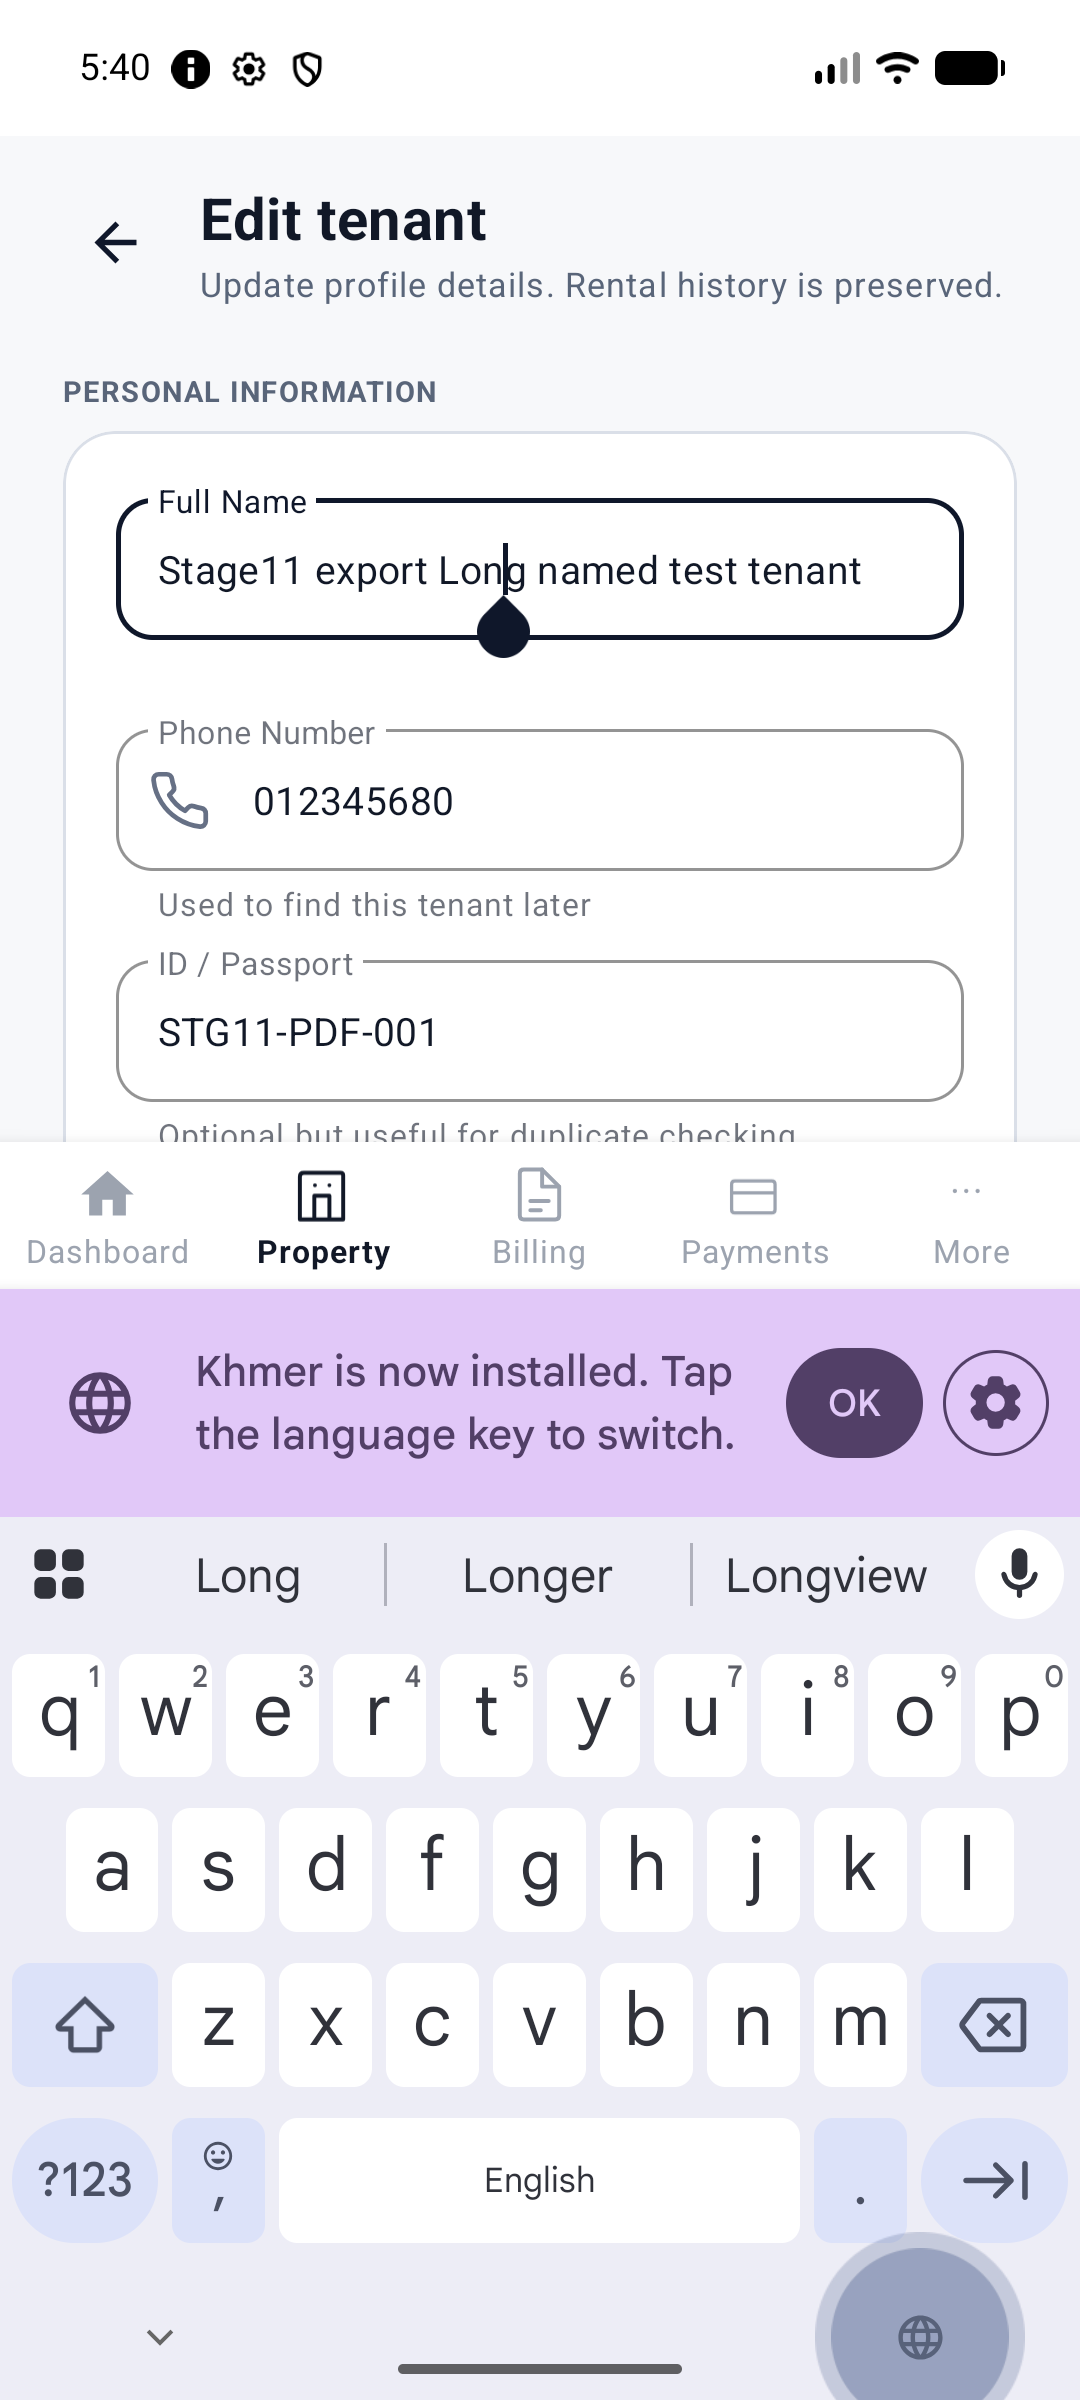 5:40
Edit tenant
Update profile details. Rental history is preserved.
PERSONAL INFORMATION
Full Name
Stage11 export Long named test tenant
Phone Number
012345680
Used to find this tenant later
ID / Passport
STG11-PDF-001
Optional but useful for duplicate checking
Dashboard Property Billing Payments More
Khmer is now installed. Tap
the language key to switch.
OK
Long Longer Longview
q 1 w 2 e 3 r 4 t 5 y 6 u 7 i 8 o 9 p 0
a s d f g h j k l
z x c v b n m
?123 , English .